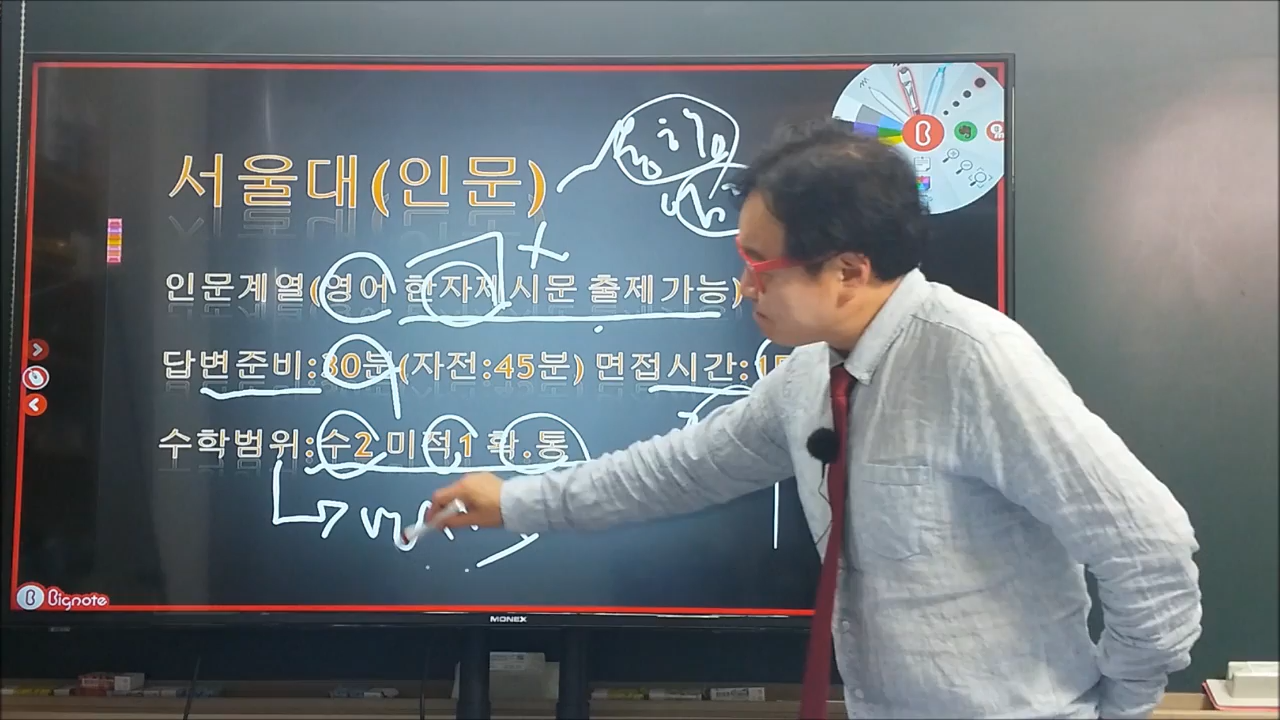 서울대(인문)
인문계열(영어 한자제시문 출제가능)
답변준비:30분(자전:45분) 면접시간:15
수학범위:수2 미적1 확.통
Bignote
MONEX